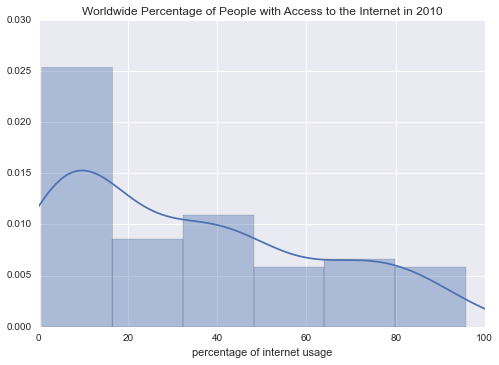 Worldwide Percentage of People with Access to the Internet in 2010
0.030
0.025
0.020
0.015
0.010
0.005
0.000
0 20 40 60 80 100
percentage of internet usage